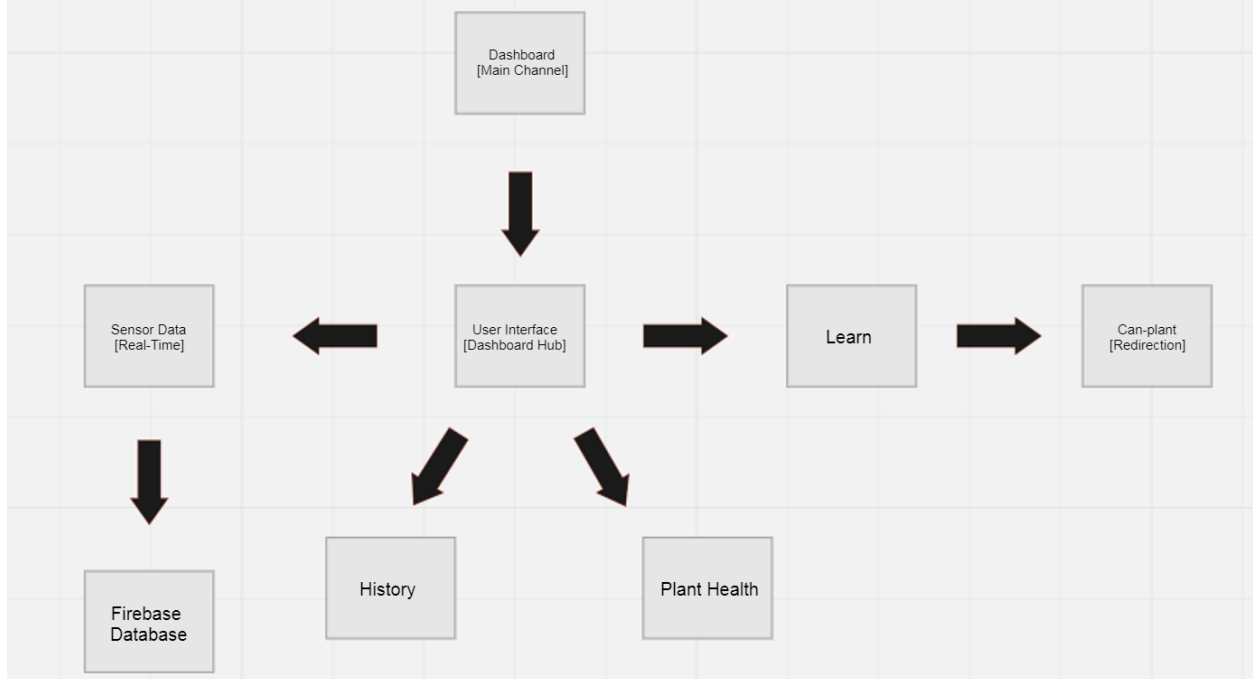 Dashboard
[Main Channel]
Sensor Data
[Real-Time]
User Interface
[Dashboard Hub]
Learn
Can-plant
[Redirection]
Firebase
Database
History
Plant Health